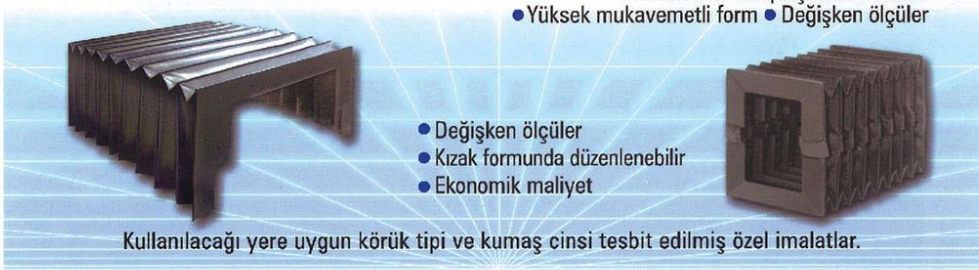 ● Yüksek mukavemetli form ● Değişken ölçüler
● Değişken ölçüler
● Kızak formunda düzenlenebilir
● Ekonomik maliyet
Kullanılacağı yere uygun körük tipi ve kumaş cinsi tesbit edilmiş özel imalatlar.